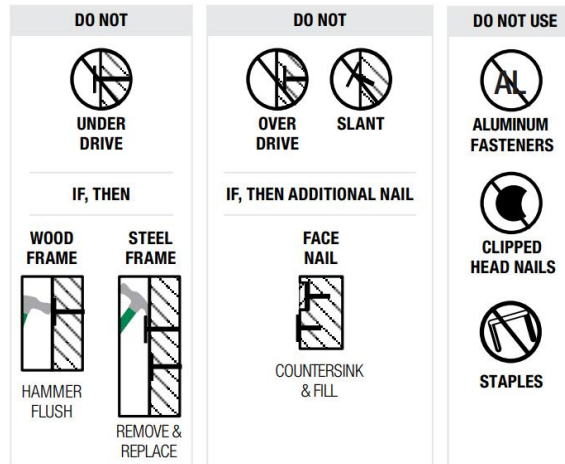 DO NOT
UNDER
DRIVE
IF, THEN
WOOD
FRAME
HAMMER
FLUSH
STEEL
FRAME
REMOVE &
REPLACE
DO NOT
OVER
DRIVE
SLANT
IF, THEN ADDITIONAL NAIL
FACE
NAIL
COUNTERSINK
& FILL
DO NOT USE
AL
ALUMINUM
FASTENERS
CLIPPED
HEAD NAILS
STAPLES